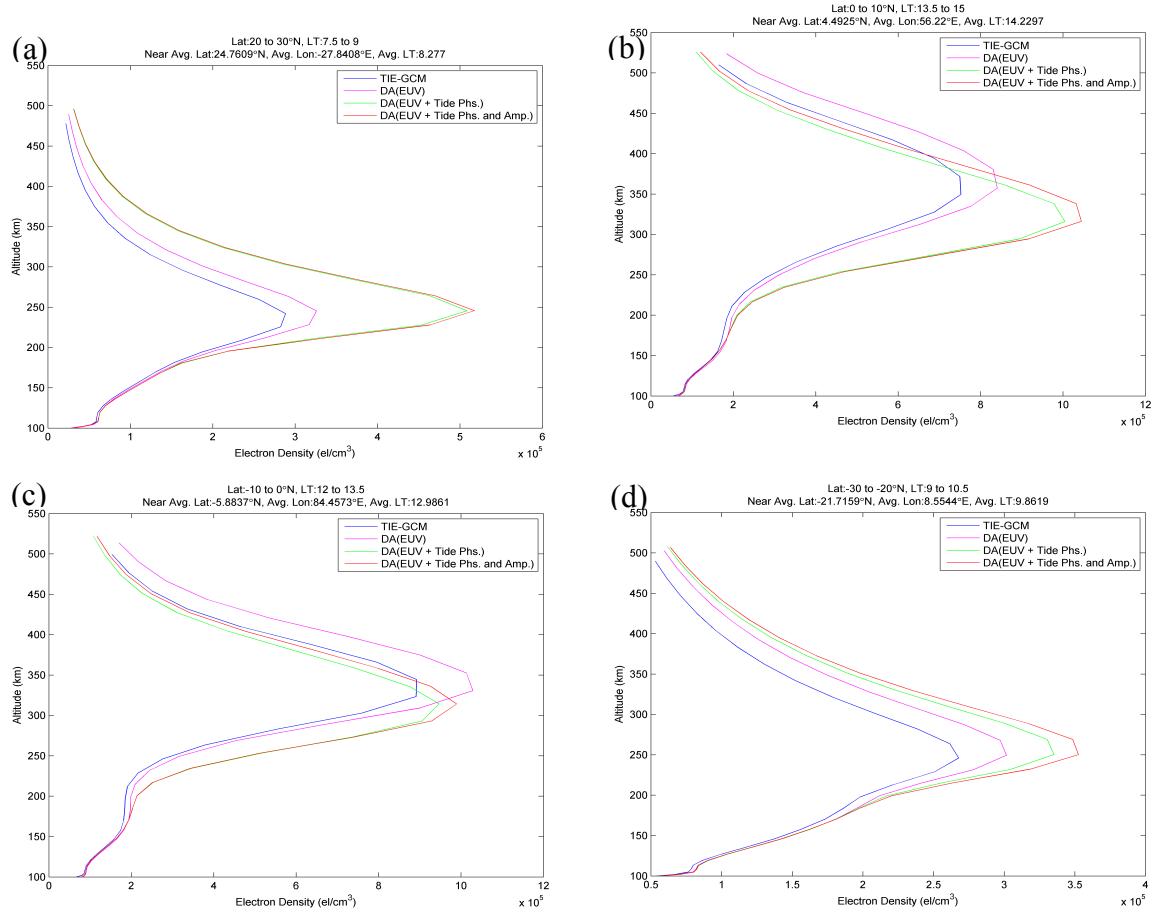 (a)
Lat:20 to 30°N, LT:7.5 to 9
Near Avg. Lat:24.7609°N, Avg. Lon:-27.8408°E, Avg. LT:8.277
550
500
450
400
350
300
250
200
150
100
Altitude (km)
TIE-GCM
DA(EUV)
DA(EUV + Tide Phs.)
DA(EUV + Tide Phs. and Amp.)
0 1 2 3 4 5 6
x 10⁵
Electron Density (el/cm³)
(b)
Lat:0 to 10°N, LT:13.5 to 15
Near Avg. Lat:4.4925°N, Avg. Lon:56.22°E, Avg. LT:14.2297
550
500
450
400
350
300
250
200
150
100
Altitude (km)
TIE-GCM
DA(EUV)
DA(EUV + Tide Phs.)
DA(EUV + Tide Phs. and Amp.)
0 2 4 6 8 10 12
x 10⁵
Electron Density (el/cm³)
(c)
Lat:-10 to 0°N, LT:12 to 13.5
Near Avg. Lat:-5.8837°N, Avg. Lon:84.4573°E, Avg. LT:12.9861
550
500
450
400
350
300
250
200
150
100
Altitude (km)
TIE-GCM
DA(EUV)
DA(EUV + Tide Phs.)
DA(EUV + Tide Phs. and Amp.)
0 2 4 6 8 10 12
x 10⁵
Electron Density (el/cm³)
(d)
Lat:-30 to -20°N, LT:9 to 10.5
Near Avg. Lat:-21.7159°N, Avg. Lon:8.5544°E, Avg. LT:9.8619
550
500
450
400
350
300
250
200
150
100
Altitude (km)
TIE-GCM
DA(EUV)
DA(EUV + Tide Phs.)
DA(EUV + Tide Phs. and Amp.)
0.5 1 1.5 2 2.5 3 3.5 4
x 10⁵
Electron Density (el/cm³)